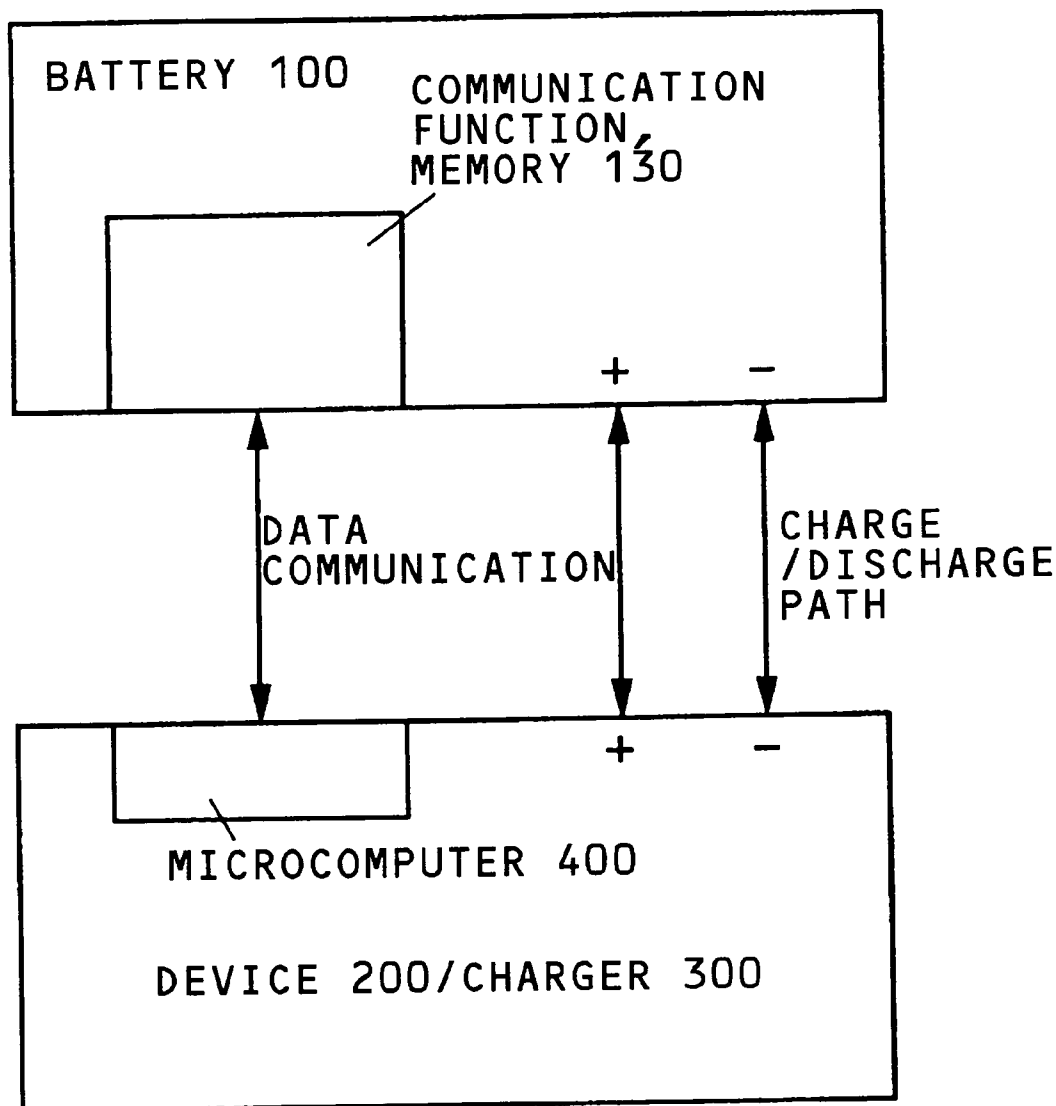 BATTERY 100
COMMUNICATION
FUNCTION,
MEMORY 130
+ −
DATA
COMMUNICATION
CHARGE
/DISCHARGE
PATH
+ −
MICROCOMPUTER 400
DEVICE 200/CHARGER 300